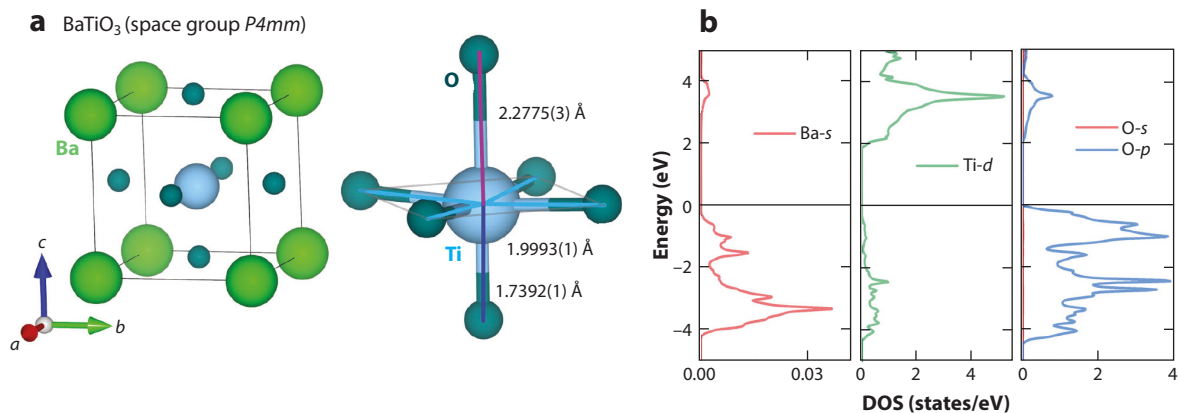 a BaTiO₃ (space group P4mm)
Ba
c
b
a
O
Ti
2.2775(3) Å
1.9993(1) Å
1.7392(1) Å
b
Energy (eV)
4
2
0
−2
−4
Ba-s
Ti-d
O-s
O-p
0.00 0.03 0 2 4 0 2 4
DOS (states/eV)